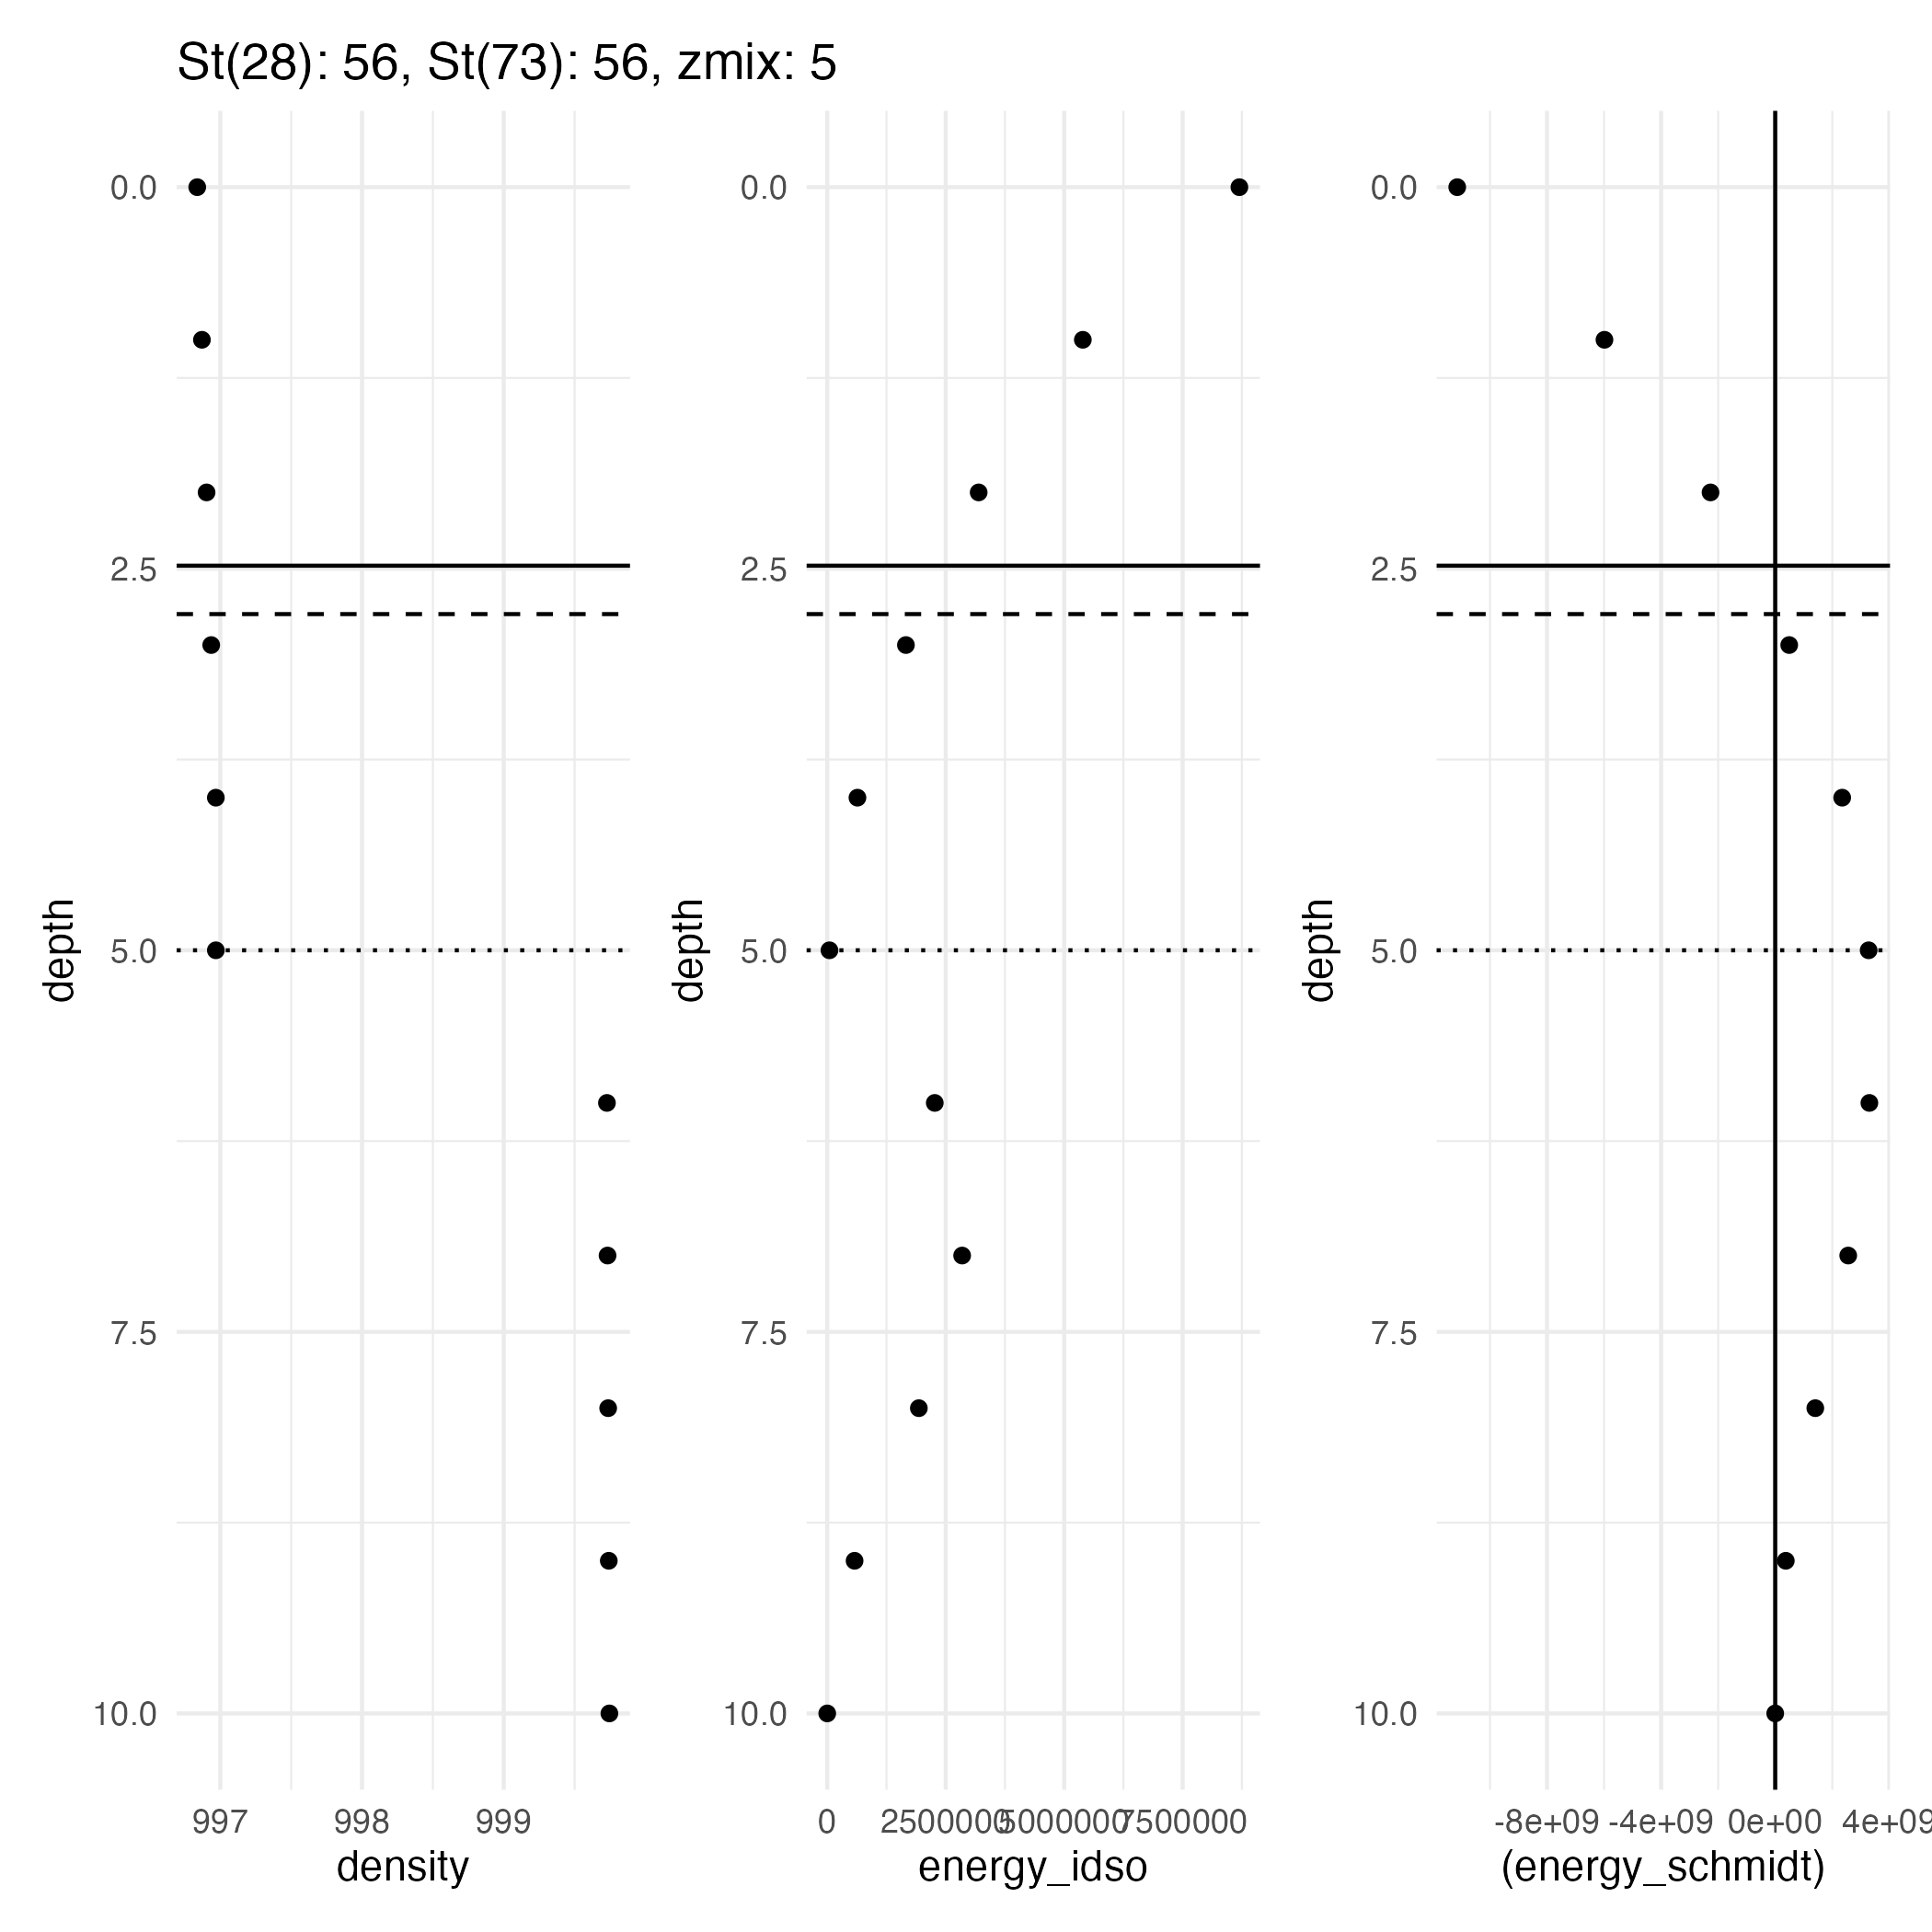 St(28): 56, St(73): 56, zmix: 5
depth
0.0
2.5
5.0
7.5
10.0
997 998 999
density
depth
0.0
2.5
5.0
7.5
10.0
0 2500000 5000000 7500000
energy_idso
depth
0.0
2.5
5.0
7.5
10.0
-8e+09 -4e+09 0e+00 4e+09
(energy_schmidt)